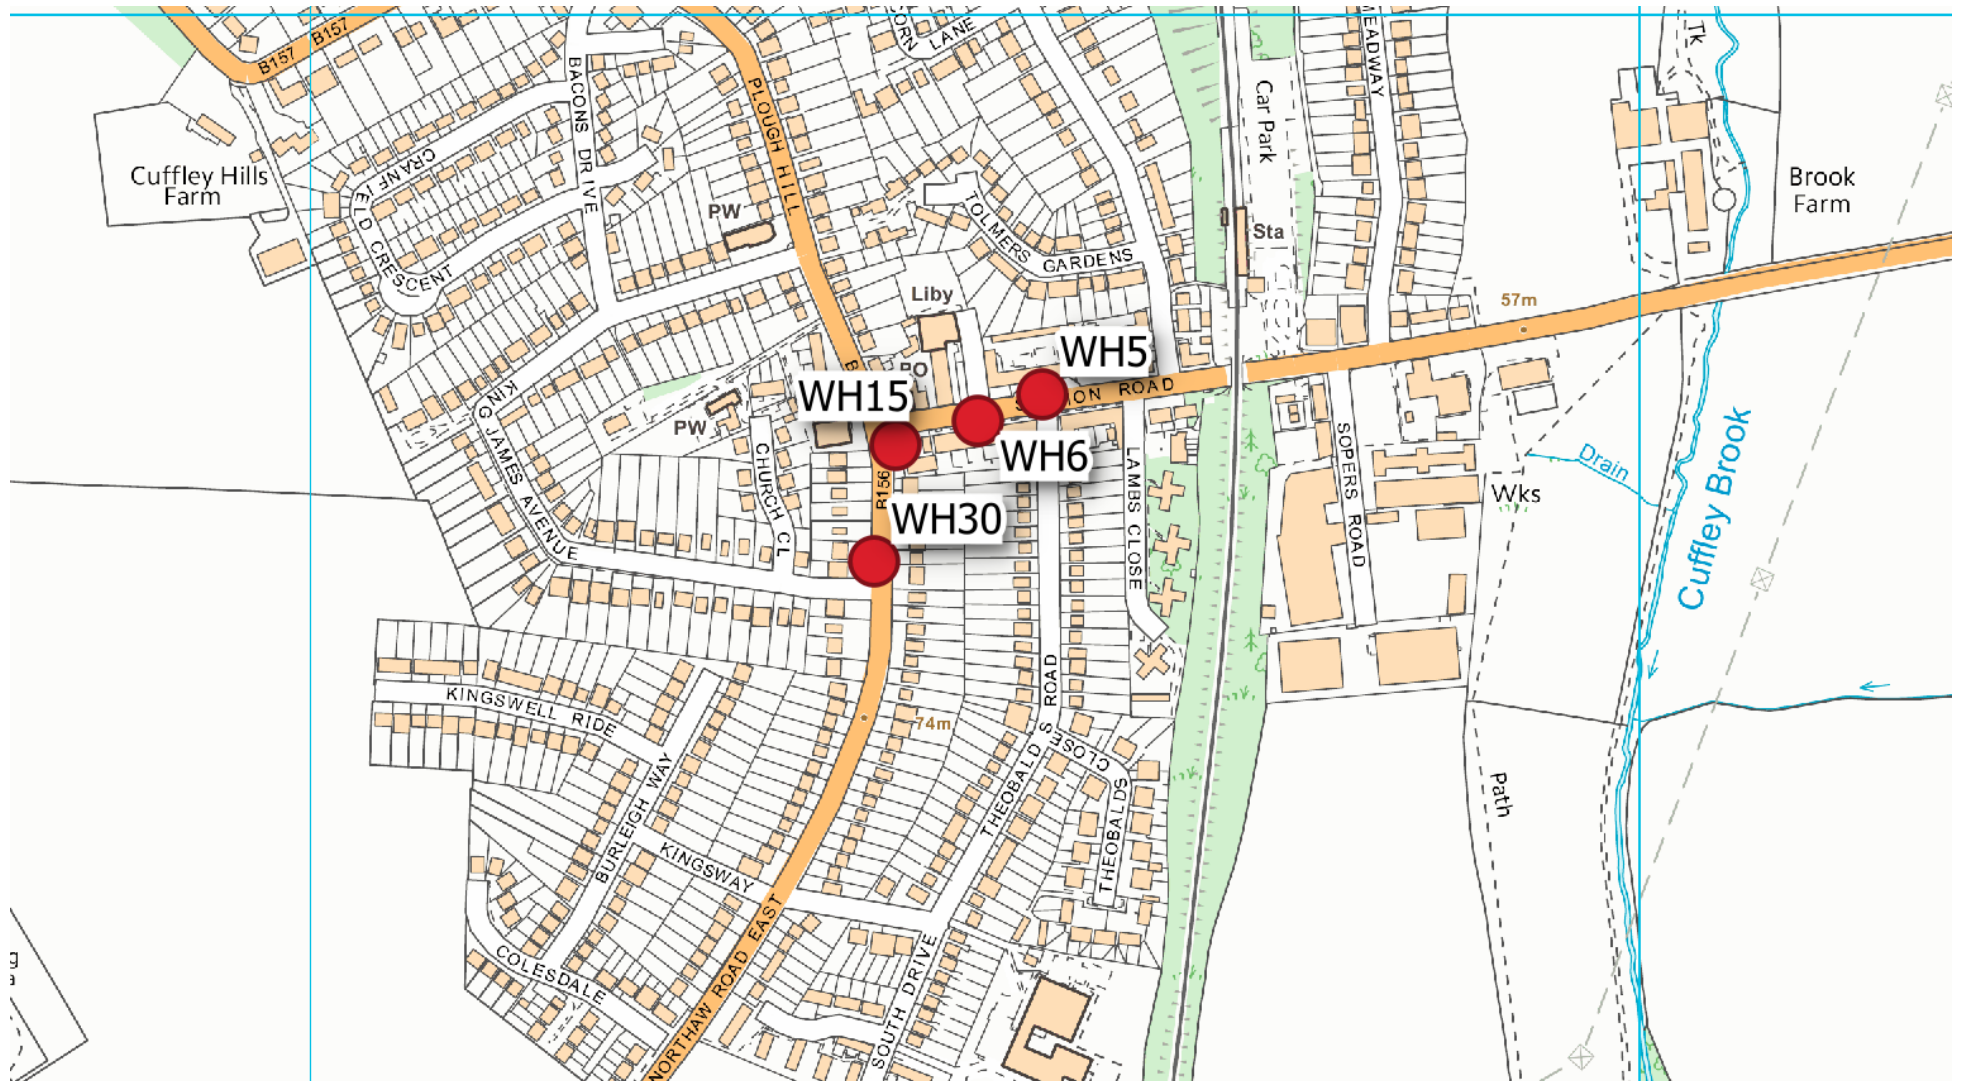 B157
B157
BACONS DRIVE
PLOUGH HILL
LANE
Car Park
MEADWAY
Tk
Cuffley Hills
Farm
CRANFIELD CRESCENT
PW
TOLMERS GARDENS
Sta
Brook
Farm
Liby
57m
WH5
PO
WH15
STATION ROAD
KING JAMES AVENUE
PW
CHURCH CL
WH6
LAMBS CLOSE
SOPERS ROAD
Drain
Wks
Cuffley Brook
B156
WH30
KINGSWELL RIDE
74m
THEOBALDS ROAD
THEOBALDS CLOSE
BURLEIGH WAY
KINGSWAY
Path
COLESDALE
NORTHAW ROAD EAST
SOUTH DRIVE
g
a